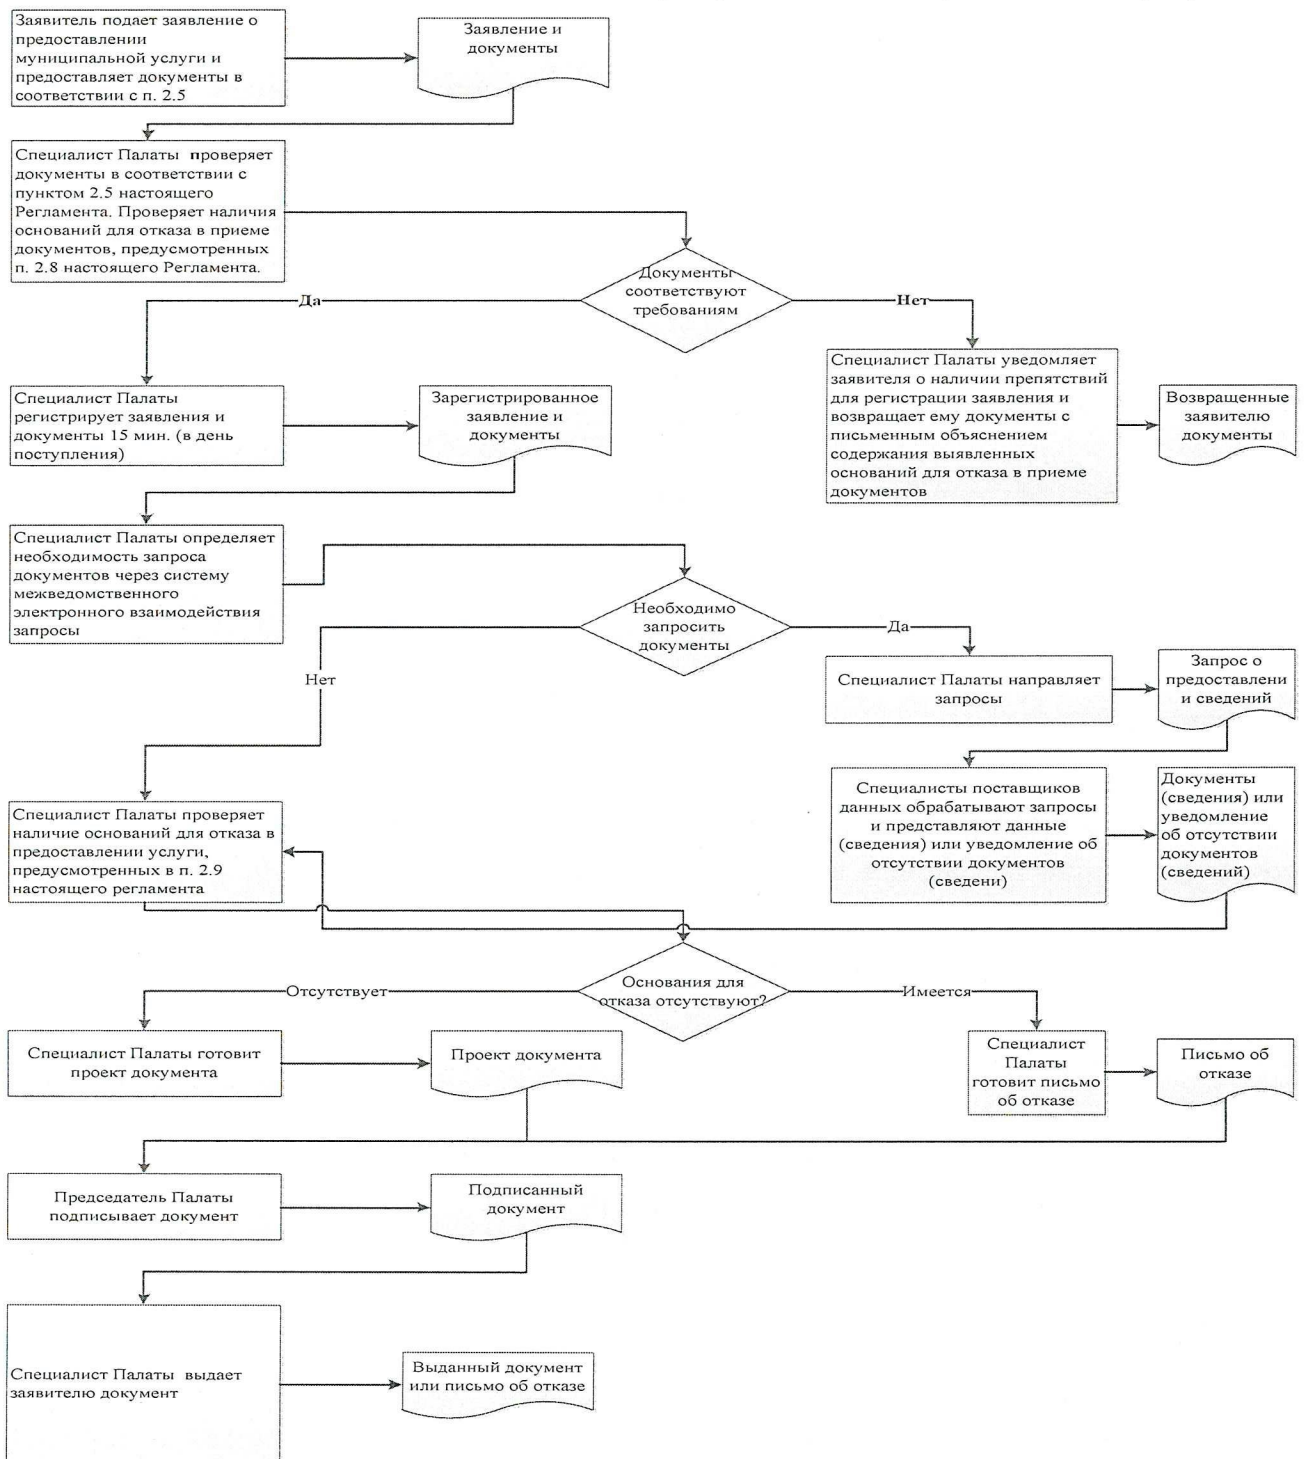 Заявитель подает заявление о
предоставлении
муниципальной услуги и
предоставляет документы в
соответствии с п. 2.5
Заявление и
документы
Специалист Палаты проверяет
документы в соответствии с
пунктом 2.5 настоящего
Регламента. Проверяет наличия
оснований для отказа в приеме
документов, предусмотренных
п. 2.8 настоящего Регламента.
Документы
соответствуют
требованиям
Да
Нет
Специалист Палаты
регистрирует заявления и
документы 15 мин. (в день
поступления)
Зарегистрированное
заявление и
документы
Специалист Палаты уведомляет
заявителя о наличии препятствий
для регистрации заявления и
возвращает ему документы с
письменным объяснением
содержания выявленных
оснований для отказа в приеме
документов
Возвращенные
заявителю
документы
Специалист Палаты определяет
необходимость запроса
документов через систему
межведомственного
электронного взаимодействия
запросы
Необходимо
запросить
документы
Да
Нет
Специалист Палаты направляет
запросы
Запрос о
предоставлени
и сведений
Специалисты поставщиков
данных обрабатывают запросы
и представляют данные
(сведения) или уведомление об
отсутствии документов
(сведени)
Документы
(сведения) или
уведомление
об отсутствии
документов
(сведений)
Специалист Палаты проверяет
наличие оснований для отказа в
предоставлении услуги,
предусмотренных в п. 2.9
настоящего регламента
Основания для
отказа отсутствуют?
Отсутствует
Имеется
Специалист Палаты готовит
проект документа
Проект документа
Специалист
Палаты
готовит письмо
об отказе
Письмо об
отказе
Председатель Палаты
подписывает документ
Подписанный
документ
Специалист Палаты выдает
заявителю документ
Выданный документ
или письмо об отказе